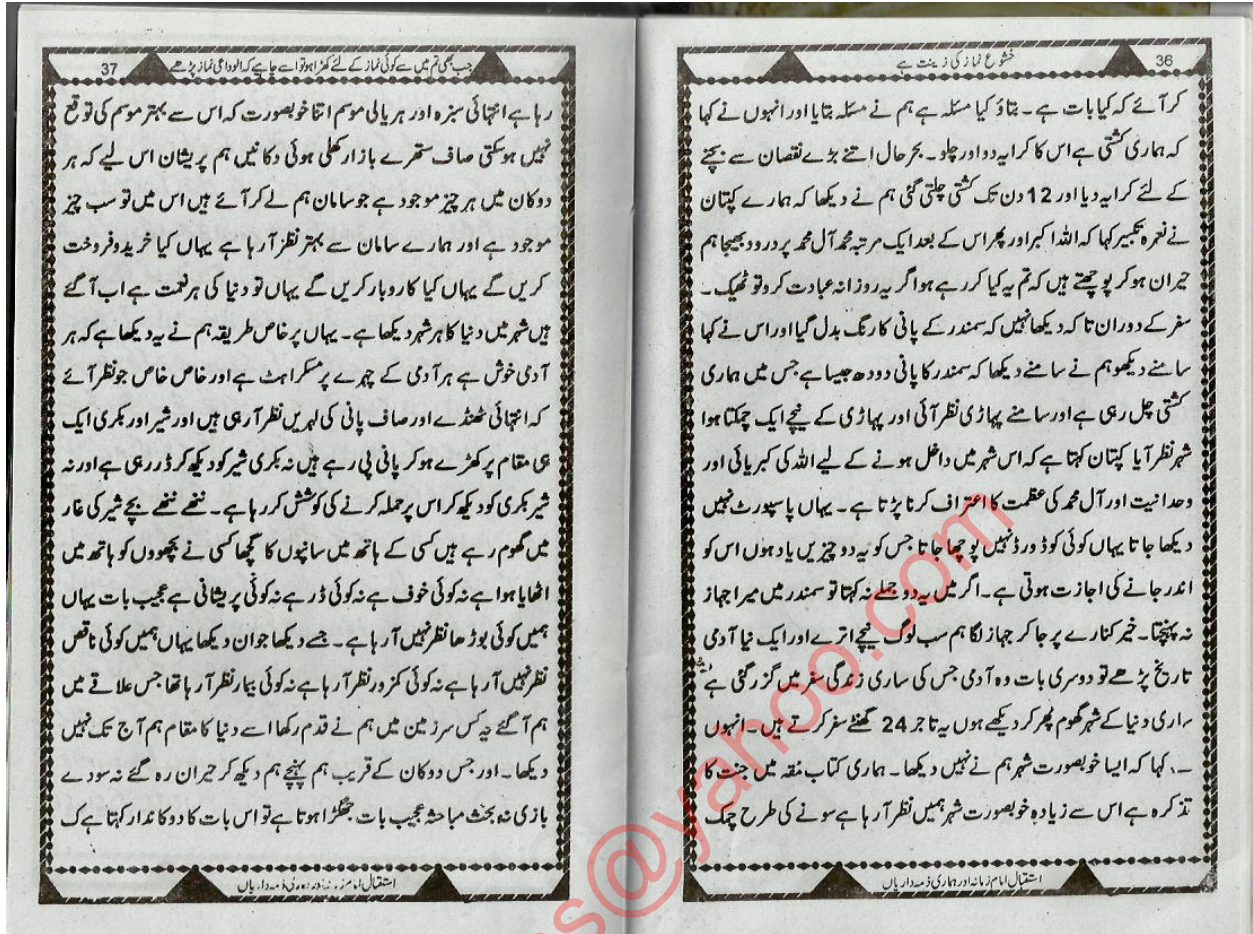 36
خشوع نماز کی زینت ہے
کر آئے کہ کیا بات ہے۔ بتاؤ کیا مسئلہ ہے ہم نے مسئلہ بتایا اور انہوں نے کہا
کہ ہماری کشتی ہے اس کا کرایہ دو اور چلو۔ بحرحال اتنے بڑے نقصان سے بچنے
کے لئے کرایہ دیا اور 12 دن تک کشتی چلتی گئی ہم نے دیکھا کہ ہمارے کپتان
نے نعرہ تکبیر کہا کہ اللہ اکبر اور پھر اس کے بعد ایک مرتبہ محمد آل محمد پر درود بھیجا ہم
حیران ہو کر پوچھتے ہیں کہ تم یہ کیا کر رہے ہو اگر یہ روزانہ عبادت کرو تو ٹھیک۔
سفر کے دوران تا کہ دیکھا نہیں کہ سمندر کے پانی کا رنگ بدل گیا اور اس نے کہا
سامنے دیکھو ہم نے سامنے دیکھا کہ سمندر کا پانی دودھ جیسا ہے جس میں ہماری
کشتی چل رہی ہے اور سامنے پہاڑی نظر آئی اور پہاڑی کے نیچے ایک چمکتا ہوا
شہر نظر آیا کپتان کہتا ہے کہ اس شہر میں داخل ہونے کے لیے اللہ کی کبریائی اور
وحدانیت اور آل محمد کی عظمت کا اعتراف کرنا پڑتا ہے۔ یہاں پاسپورٹ نہیں
دیکھا جاتا یہاں کوئی کوڈ ورڈ نہیں پوچھا جاتا جس کو یہ دو چیزیں یاد ہوں اس کو
اندر جانے کی اجازت ہوتی ہے۔ اگر میں یہ دو جملے نہ کہتا تو سمندر میں میرا جہاز
نہ پہنچتا۔ خیر کنارے پر جا کر جہاز لگا ہم سب لوگ نیچے اترے اور ایک نیا آدمی
تاریخ پڑھے تو دوسری بات وہ آدمی جس کی ساری زندگی سفر میں گزر گئی ہے
ساری دنیا کے شہر گھوم پھر کر دیکھے ہوں یہ تاجر 24 گھنٹے سفر کرتے ہیں۔ انہوں
کہا کہ ایسا خوبصورت شہر ہم نے نہیں دیکھا۔ ہماری کتاب مقہ میں جنت کا
تذکرہ ہے اس سے زیادہ خوبصورت شہر ہمیں نظر آ رہا ہے سونے کی طرح چمک
استقبال امام زمانہ اور ہماری ذمہ داریاں
37
جب بھی تم میں سے کوئی نماز کے لئے کھڑا ہو تو اسے چاہیے کہ الوداعی نماز پڑھے
رہا ہے انتہائی سبزہ اور ہریالی موسم اتنا خوبصورت کہ اس سے بہتر موسم کی توقع
نہیں ہو سکتی صاف ستھرے بازار کھلی ہوئی دکانیں ہم پریشان اس لیے کہ ہر
دوکان میں ہر چیز موجود ہے جو سامان ہم لے کر آئے ہیں اس میں تو سب چیز
موجود ہے اور ہمارے سامان سے بہتر نظر آ رہا ہے یہاں کیا خرید و فروخت
کریں گے یہاں کیا کاروبار کریں گے یہاں تو دنیا کی ہر نعمت ہے اب آ گئے
ہیں شہر میں دنیا کا ہر شہر دیکھا ہے۔ یہاں پر خاص طریقہ ہم نے یہ دیکھا ہے کہ ہر
آدمی خوش ہے ہر آدمی کے چہرے پر مسکراہٹ ہے اور خاص خاص جو نظر آئے
کہ انتہائی ٹھنڈے اور صاف پانی کی لہریں نظر آ رہی ہیں اور شیر اور بکری ایک
ہی مقام پر کھڑے ہو کر پانی پی رہے ہیں نہ بکری شیر کو دیکھ کر ڈر رہی ہے اور نہ
شیر بکری کو دیکھ کر اس پر حملہ کرنے کی کوشش کر رہا ہے۔ ننھے ننھے بچے شیر کی غار
میں گھوم رہے ہیں کسی کے ہاتھ میں سانپوں کا گچھا کسی نے بچھووں کو ہاتھ میں
اٹھایا ہوا ہے نہ کوئی خوف ہے نہ کوئی ڈر ہے نہ کوئی پریشانی ہے عجیب بات یہاں
ہمیں کوئی بوڑھا نظر نہیں آ رہا ہے۔ جسے دیکھا جوان دیکھا یہاں ہمیں کوئی ناقص
نظر نہیں آ رہا ہے نہ کوئی کمزور نظر آ رہا ہے نہ کوئی بیمار نظر آ رہا تھا جس علاقے میں
ہم آ گئے یہ کس سرزمین میں ہم نے قدم رکھا اسے دنیا کا مقام ہم آج تک نہیں
دیکھا۔ اور جس دوکان کے قریب ہم پہنچے ہم دیکھ کر حیران رہ گئے نہ سودے
بازی نہ بحث مباحثہ عجیب بات جھگڑا ہوتا ہے تو اس بات کا دوکاندار کہتا ہے ک
استقبال امام زمانہ اور ہماری ذمہ داریاں
s@yahoo.com